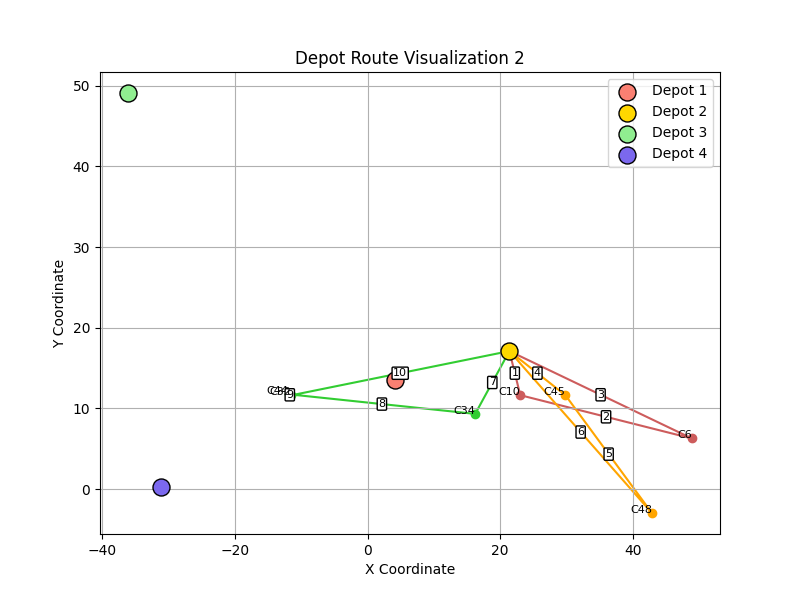 Depot Route Visualization 2
Depot 1
Depot 2
Depot 3
Depot 4
Y Coordinate
50
40
30
20
10
0
10
1
4
7
C10
C45
3
9
8
C34
2
6
C6
5
C48
−40
−20
0
20
40
X Coordinate